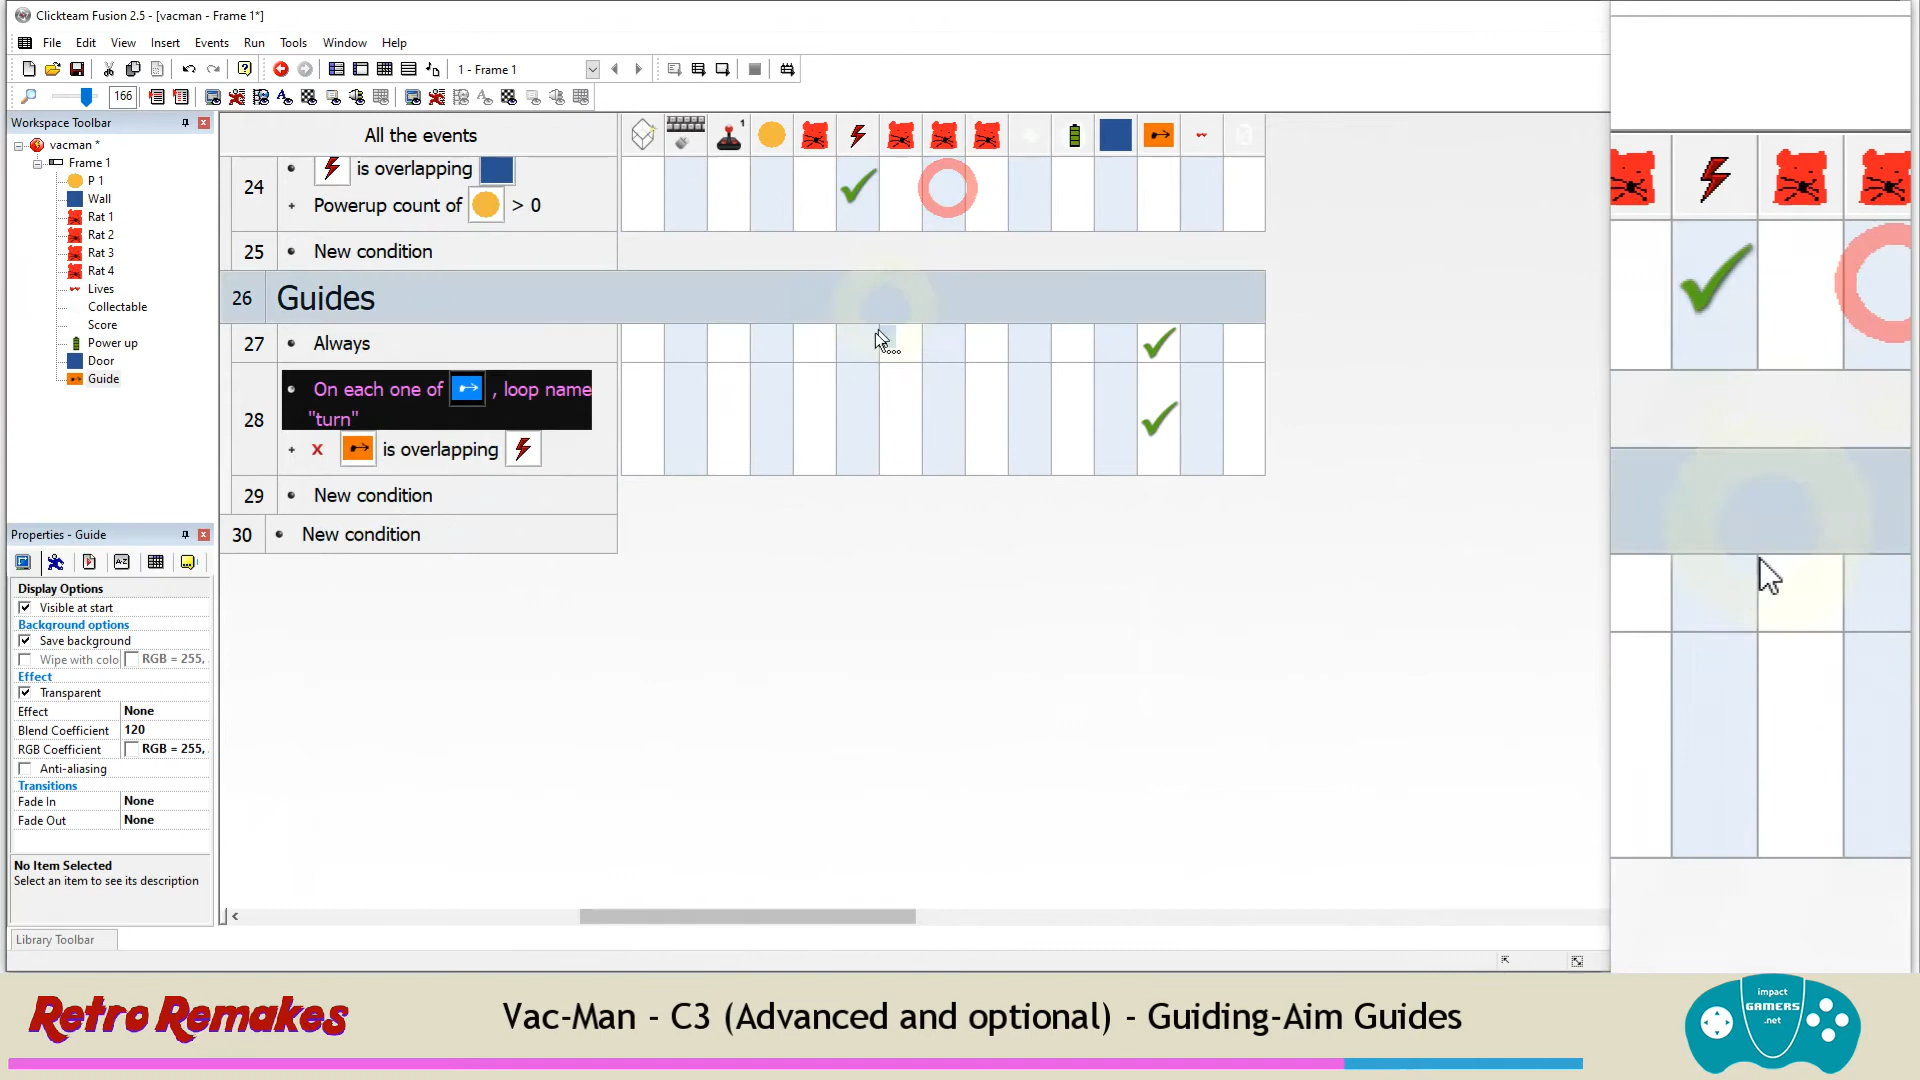 Clickteam Fusion 2.5 - [vacman - Frame 1*]
File Edit View Insert Events Run Tools Window Help
1 - Frame 1
166
Workspace Toolbar
vacman *
Frame 1
P 1
Wall
Rat 1
Rat 2
Rat 3
Rat 4
Lives
Collectable
Score
Power up
Door
Guide
All the events
1
24
is overlapping
+ Powerup count of > 0
25 New condition
26 Guides
27 Always
28 On each one of , loop name
"turn"
+ X is overlapping
29 New condition
30 New condition
Properties - Guide
Display Options
Visible at start
Background options
Save background
Wipe with colo RGB = 255,
Effect
Transparent
Effect None
Blend Coefficient 120
RGB Coefficient RGB = 255,
Anti-aliasing
Transitions
Fade In None
Fade Out None
No Item Selected
Select an item to see its description
Library Toolbar
Retro Remakes
Vac-Man - C3 (Advanced and optional) - Guiding-Aim Guides
impact
GAMERS
.net